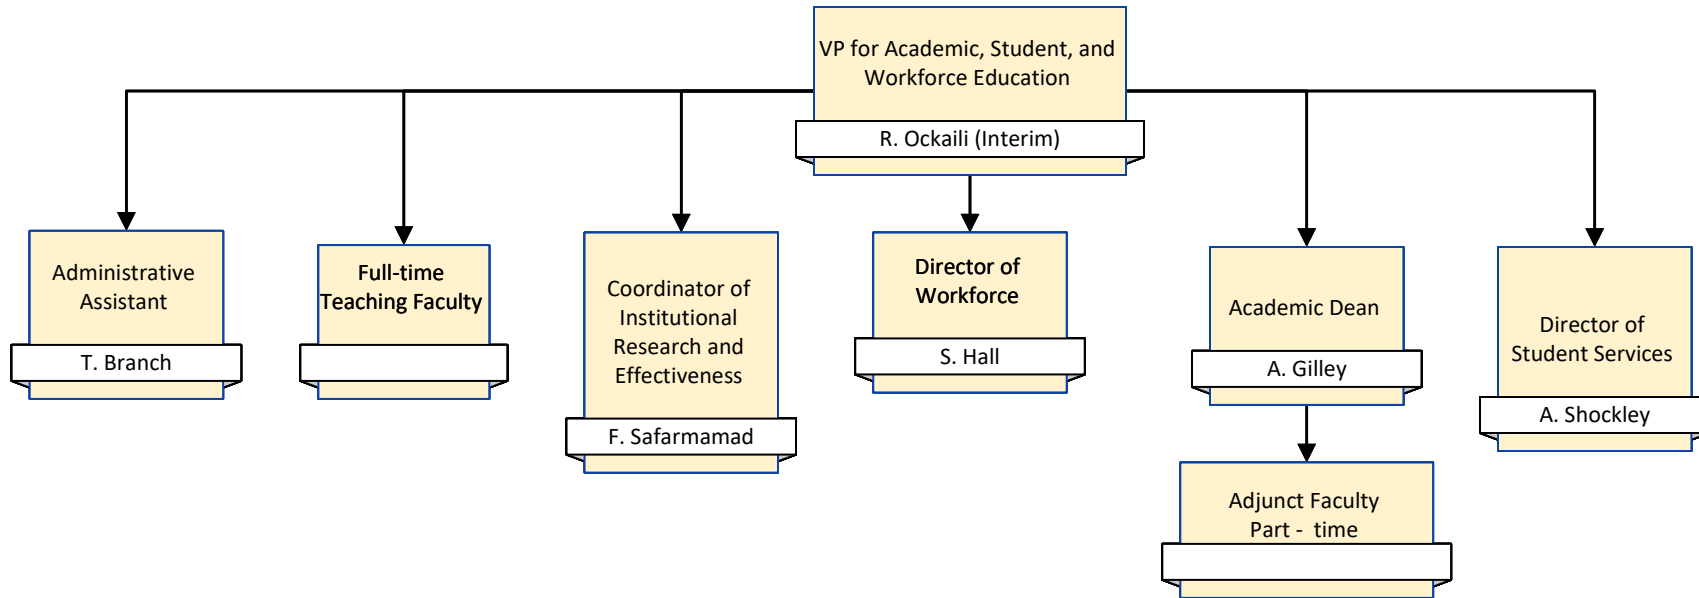 VP for Academic, Student, and
Workforce Education
R. Ockaili (Interim)
Administrative
Assistant
T. Branch
Full-time
Teaching Faculty
Coordinator of
Institutional
Research and
Effectiveness
F. Safarmamad
Director of
Workforce
S. Hall
Academic Dean
A. Gilley
Director of
Student Services
A. Shockley
Adjunct Faculty
Part -  time